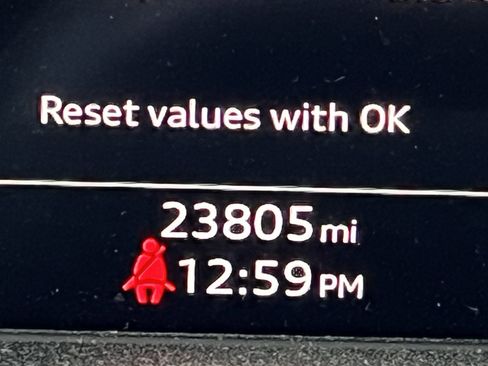 Reset values with OK
23805 mi
12:59 PM